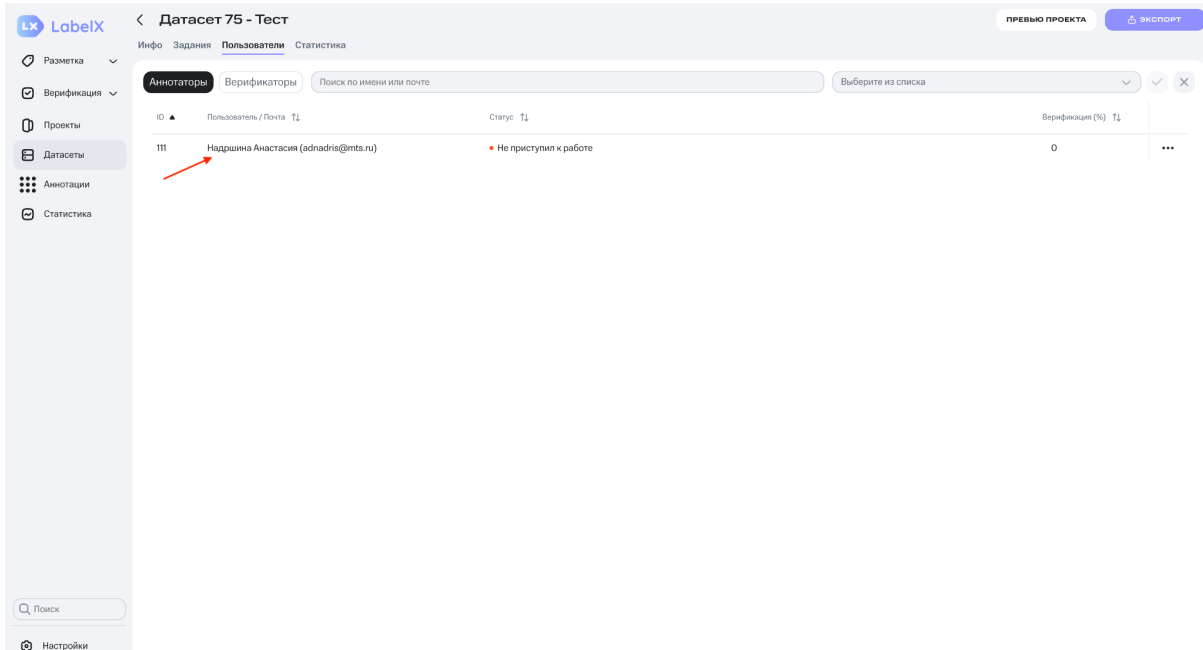 LX LabelX
Разметка
Верификация
Проекты
Датасеты
Аннотации
Статистика
Поиск
Настройки
Датасет 75 - Тест
ПРЕВЬЮ ПРОЕКТА
ЭКСПОРТ
Инфо Задания Пользователи Статистика
Аннотаторы Верификаторы Поиск по имени или почте Выберите из списка
ID Пользователь / Почта Статус Верификация (%)
111 Надршина Анастасия (adnadris@mts.ru) Не приступил к работе 0